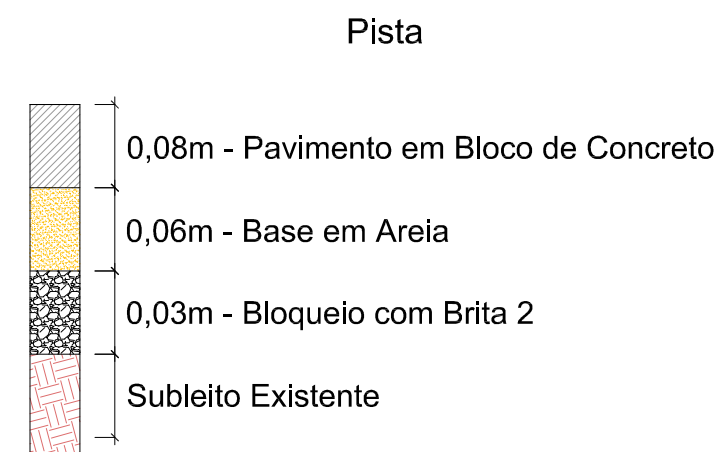 Pista
0,08m - Pavimento em Bloco de Concreto
0,06m - Base em Areia
0,03m - Bloqueio com Brita 2
Subleito Existente